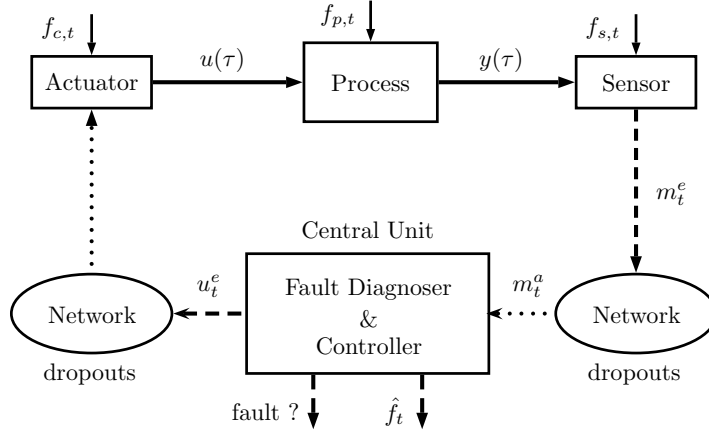 f_{c,t}
f_{p,t}
f_{s,t}
Actuator
u(τ)
Process
y(τ)
Sensor
m_t^e
Central Unit
Network
u_t^e
Fault Diagnoser
&
Controller
m_t^a
Network
dropouts
dropouts
fault ?
\hat{f}_t